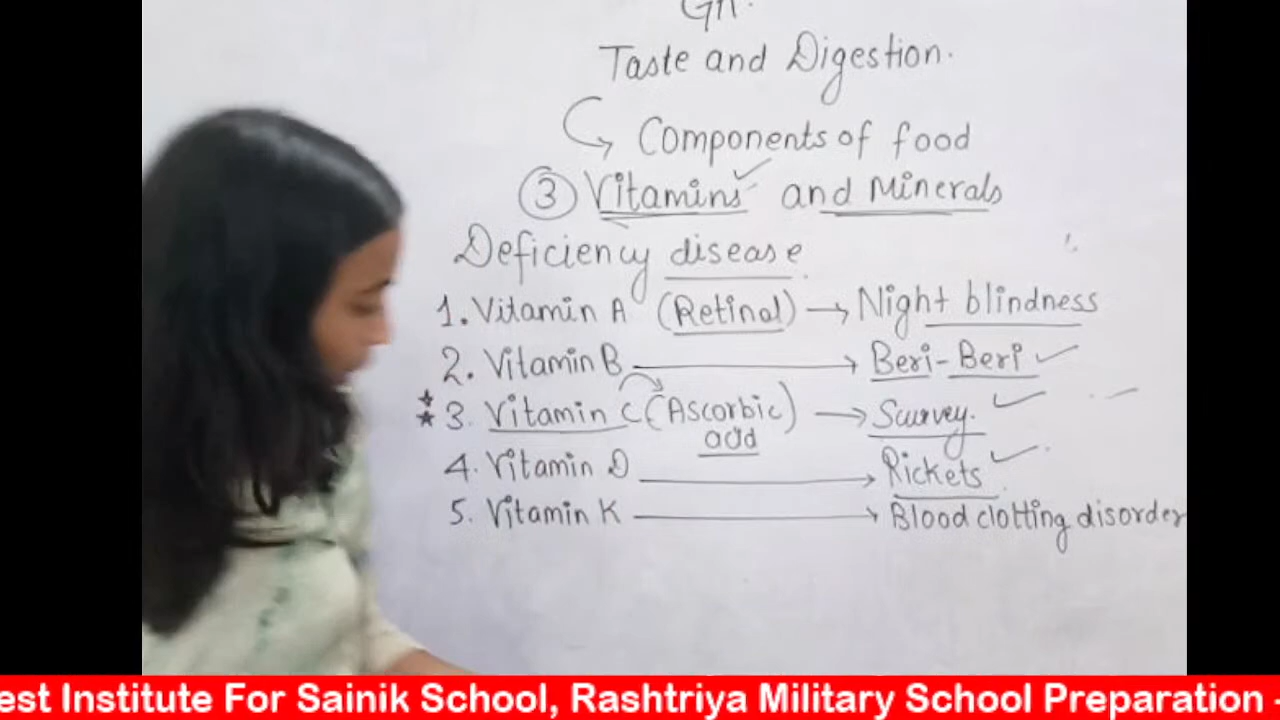 Taste and Digestion.
Components of food
3 Vitamins and Minerals
Deficiency disease
1. Vitamin A (Retinol) → Night blindness
2. Vitamin B → Beri-Beri
3. Vitamin C (Ascorbic acid) → Scurvey.
4. Vitamin D → Rickets
5. Vitamin K → Blood clotting disorder
est Institute For Sainik School, Rashtriya Military School Preparation -